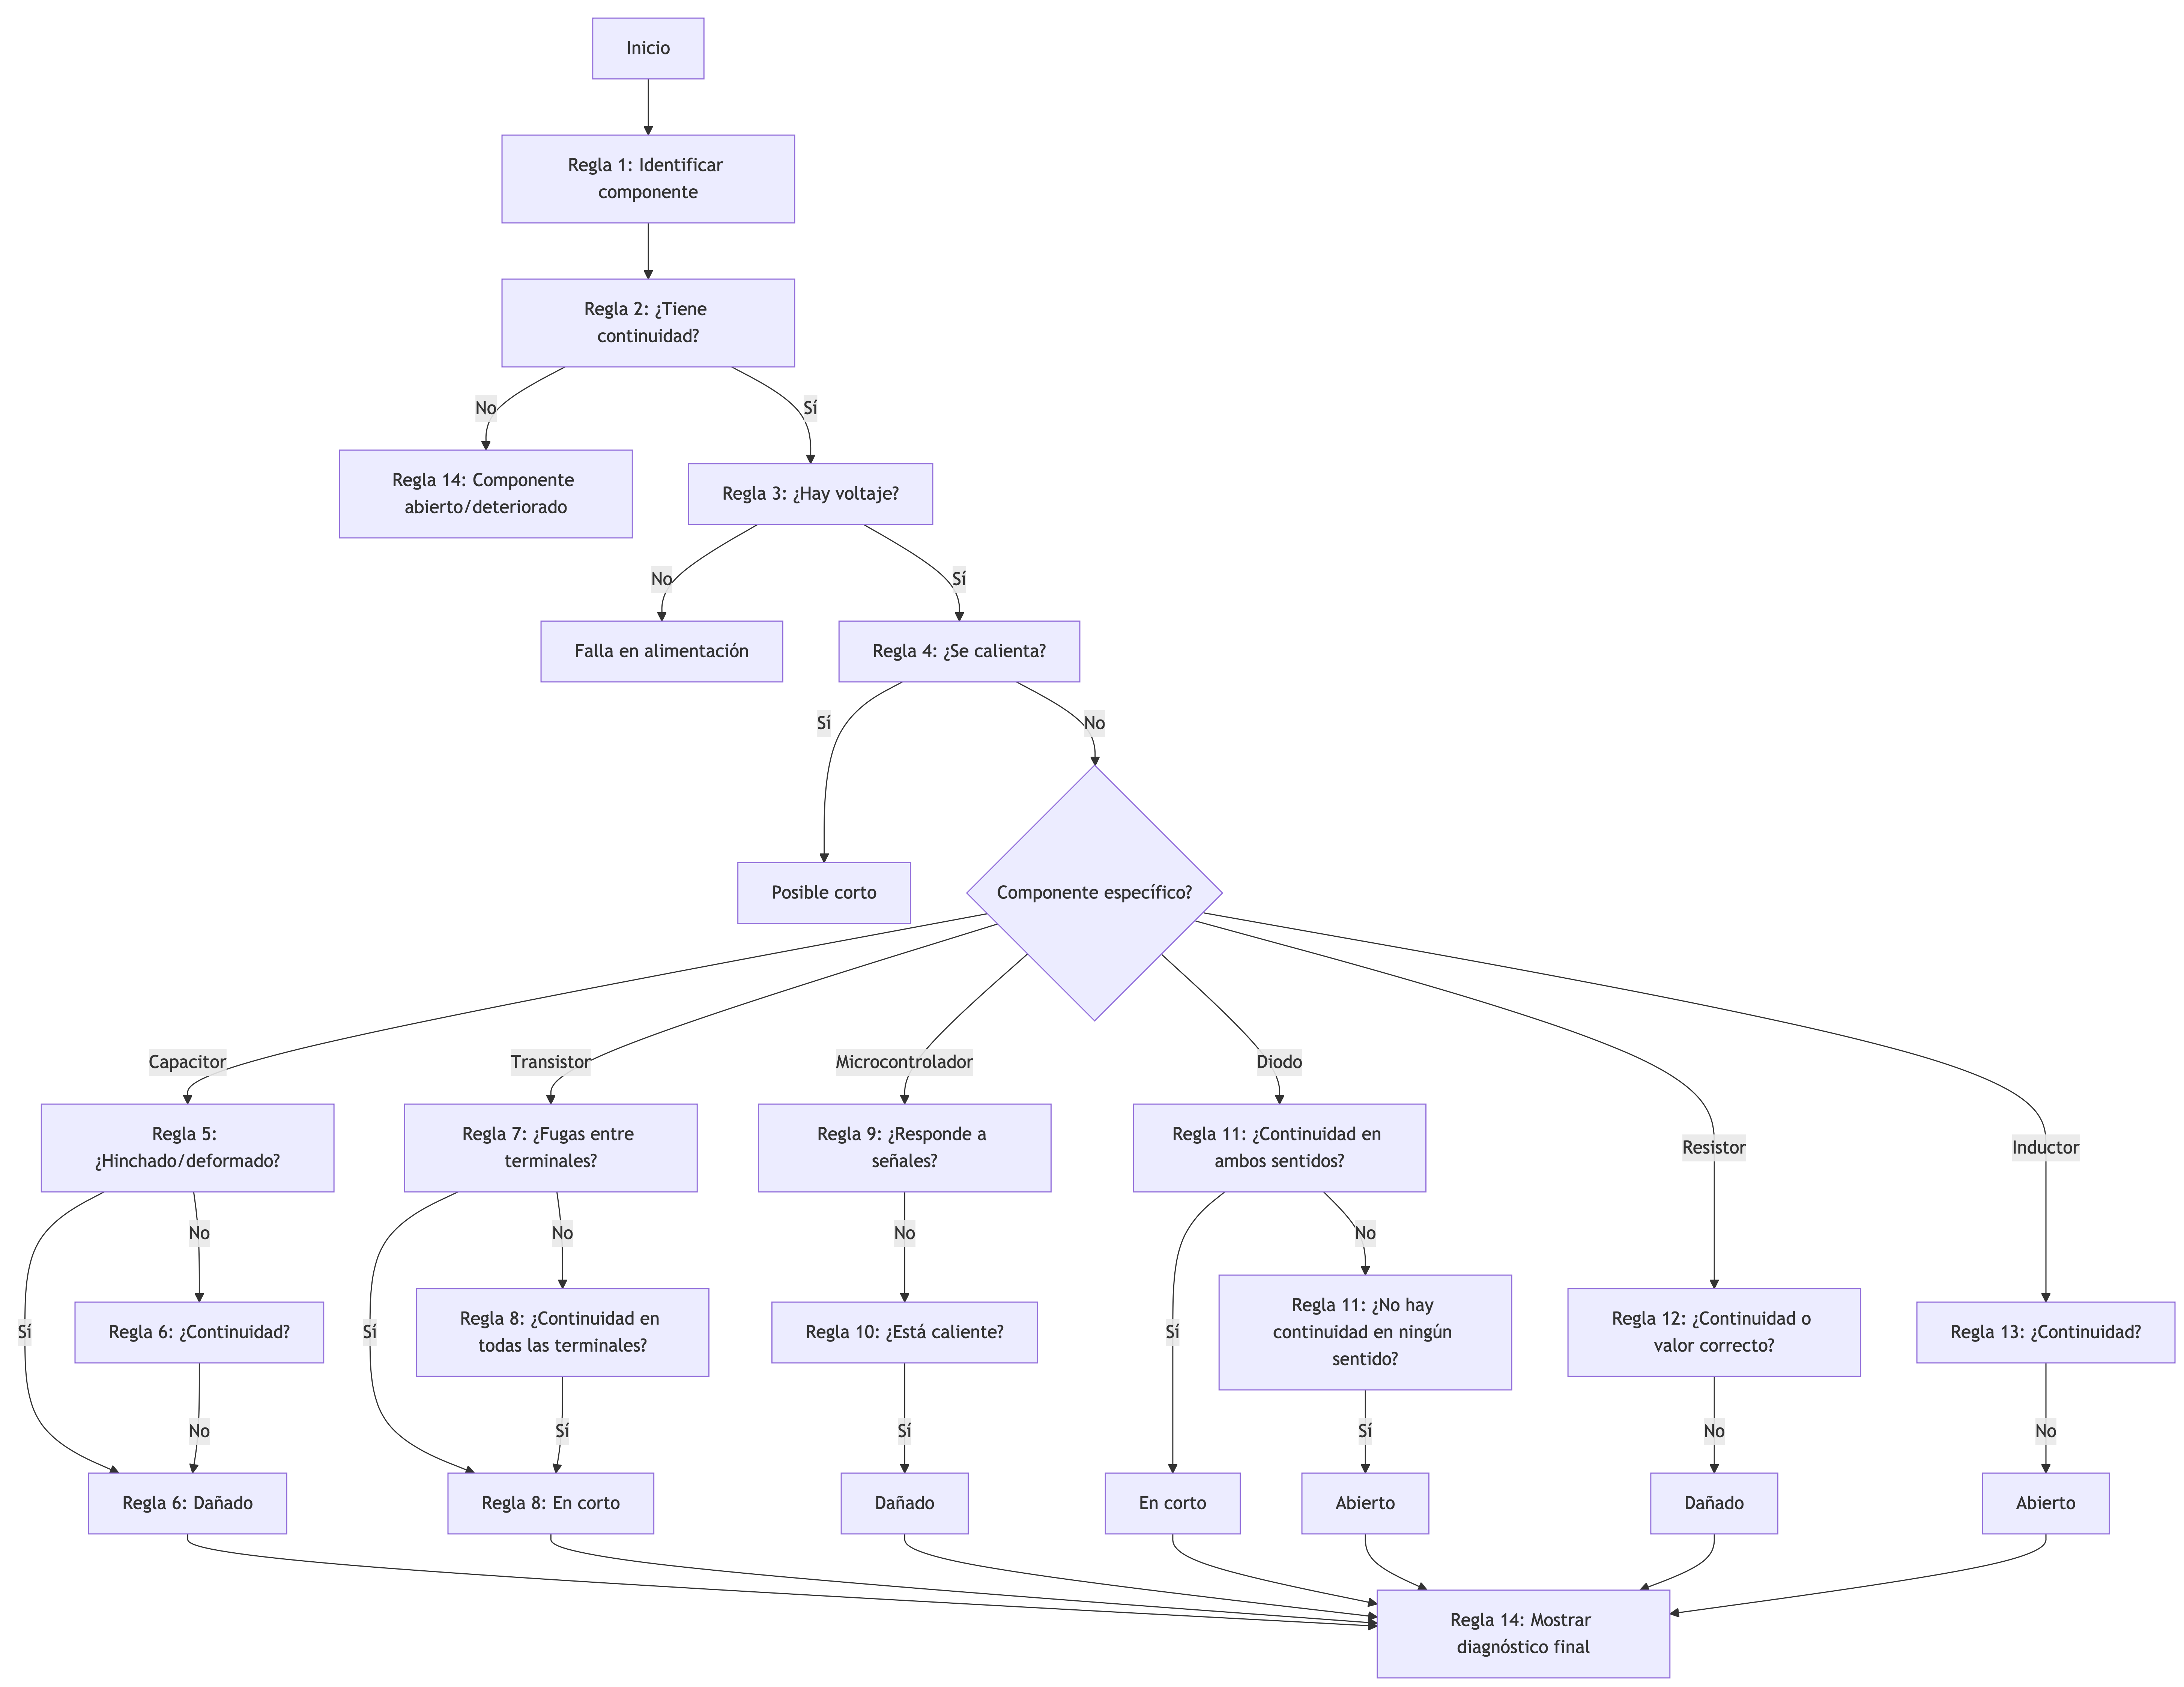 Inicio
Regla 1: Identificar
componente
Regla 2: ¿Tiene
continuidad?
No
Sí
Regla 14: Componente
abierto/deteriorado
Regla 3: ¿Hay voltaje?
No
Sí
Falla en alimentación
Regla 4: ¿Se calienta?
Sí
No
Posible corto
Componente específico?
Capacitor
Transistor
Microcontrolador
Diodo
Resistor
Inductor
Regla 5:
¿Hinchado/deformado?
Regla 7: ¿Fugas entre
terminales?
Regla 9: ¿Responde a
señales?
Regla 11: ¿Continuidad en
ambos sentidos?
No
No
No
No
Sí
Regla 6: ¿Continuidad?
Sí
Regla 8: ¿Continuidad en
todas las terminales?
Regla 10: ¿Está caliente?
Sí
Regla 11: ¿No hay
continuidad en ningún
sentido?
Regla 12: ¿Continuidad o
valor correcto?
Regla 13: ¿Continuidad?
No
Sí
Sí
Sí
No
No
Regla 6: Dañado
Regla 8: En corto
Dañado
En corto
Abierto
Dañado
Abierto
Regla 14: Mostrar
diagnóstico final